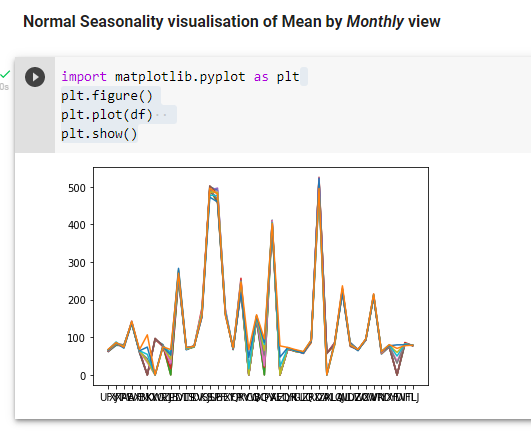 Normal Seasonality visualisation of Mean by Monthly view
import matplotlib.pyplot as plt
plt.figure()
plt.plot(df)
plt.show()
0s
500
400
300
200
100
0